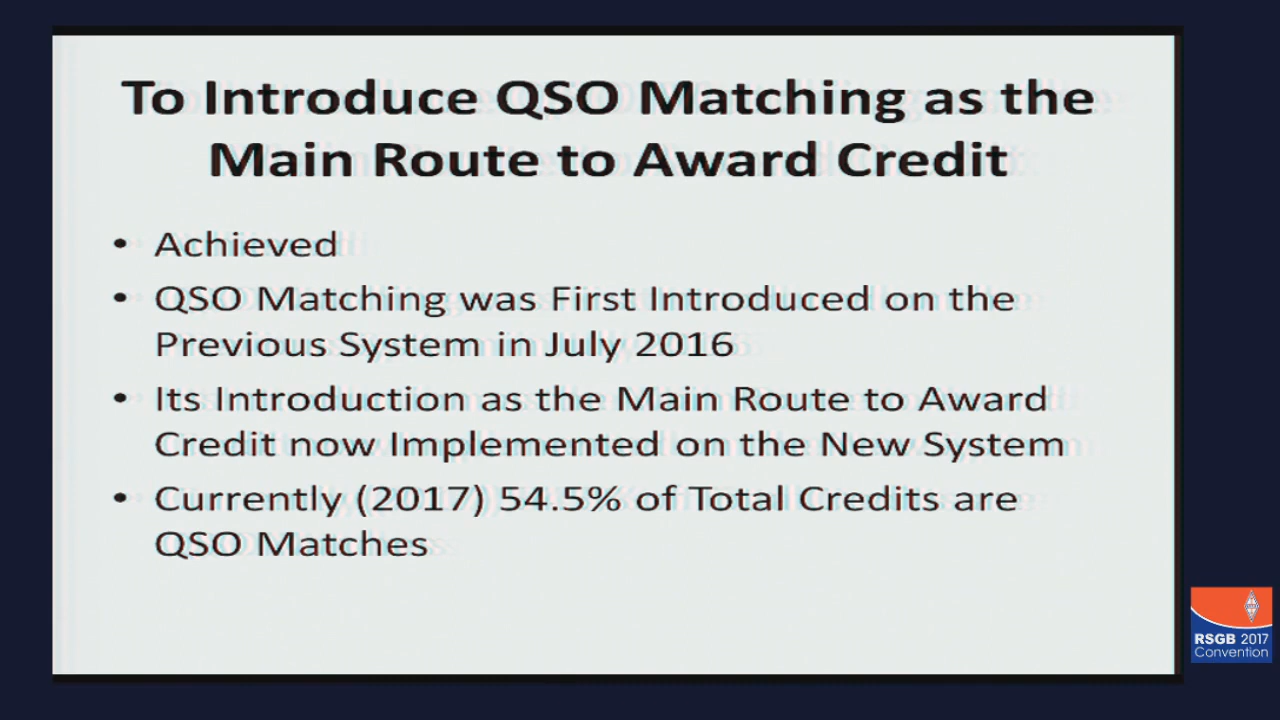 To Introduce QSO Matching as the
Main Route to Award Credit
• Achieved
• QSO Matching was First Introduced on the
Previous System in July 2016
• Its Introduction as the Main Route to Award
Credit now Implemented on the New System
• Currently (2017) 54.5% of Total Credits are
QSO Matches
RSGB 2017
Convention